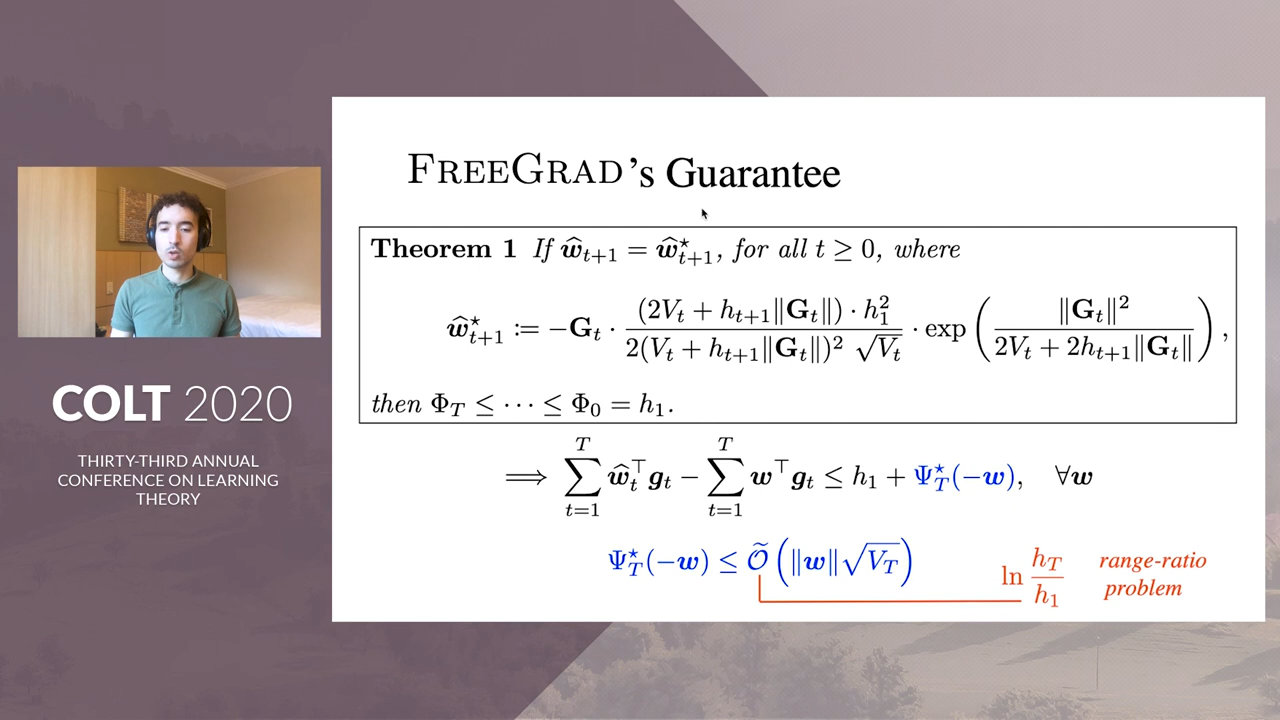 FREEGRAD's Guarantee
Theorem 1 If ŵ_{t+1} = ŵ*_{t+1}, for all t ≥ 0, where
ŵ*_{t+1} := −G_t · (2V_t + h_{t+1}‖G_t‖) · h_1^2 / 2(V_t + h_{t+1}‖G_t‖)^2 √V_t · exp ( ‖G_t‖^2 / 2V_t + 2h_{t+1}‖G_t‖ ) ,
then Φ_T ≤ ··· ≤ Φ_0 = h_1.
⟹ ∑_{t=1}^{T} ŵ_t^⊤ g_t − ∑_{t=1}^{T} w^⊤ g_t ≤ h_1 + Ψ*_T(−w), ∀w
Ψ*_T(−w) ≤ Õ ( ‖w‖ √V_T )
ln h_T / h_1
range-ratio
problem
COLT 2020
THIRTY-THIRD ANNUAL
CONFERENCE ON LEARNING
THEORY